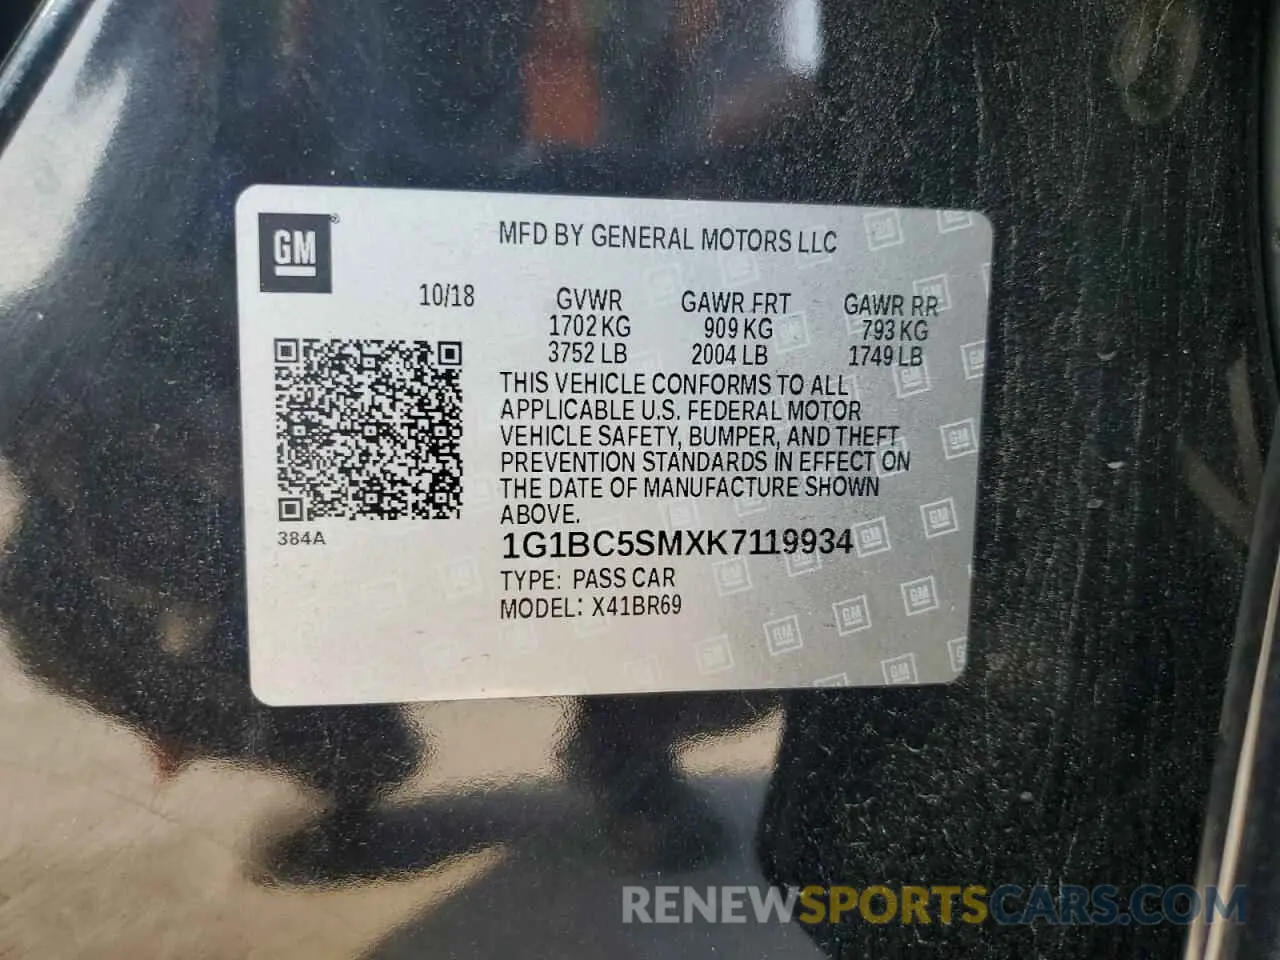 GM®
MFD BY GENERAL MOTORS LLC
10/18 GVWR GAWR FRT GAWR RR
1702 KG 909 KG 793 KG
3752 LB 2004 LB 1749 LB
THIS VEHICLE CONFORMS TO ALL
APPLICABLE U.S. FEDERAL MOTOR
VEHICLE SAFETY, BUMPER, AND THEFT
PREVENTION STANDARDS IN EFFECT ON
THE DATE OF MANUFACTURE SHOWN
ABOVE.
384A
1G1BC5SMXK7119934
TYPE: PASS CAR
MODEL: X41BR69
RENEWSPORTSCARS.COM